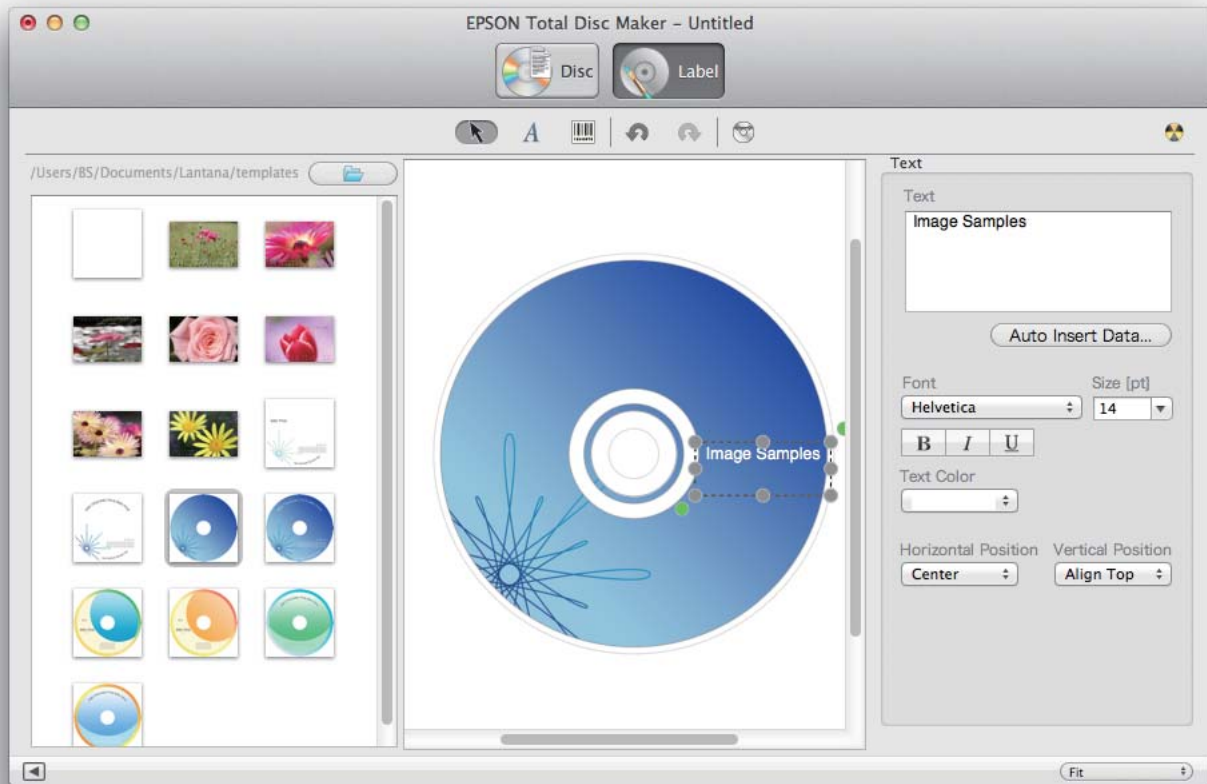 EPSON Total Disc Maker – Untitled
Disc
Label
A
/Users/BS/Documents/Lantana/templates
Text
Text
Image Samples
Auto Insert Data...
Font
Size [pt]
Helvetica
14
B I U
Text Color
Horizontal Position
Vertical Position
Center
Align Top
Image Samples
Fit